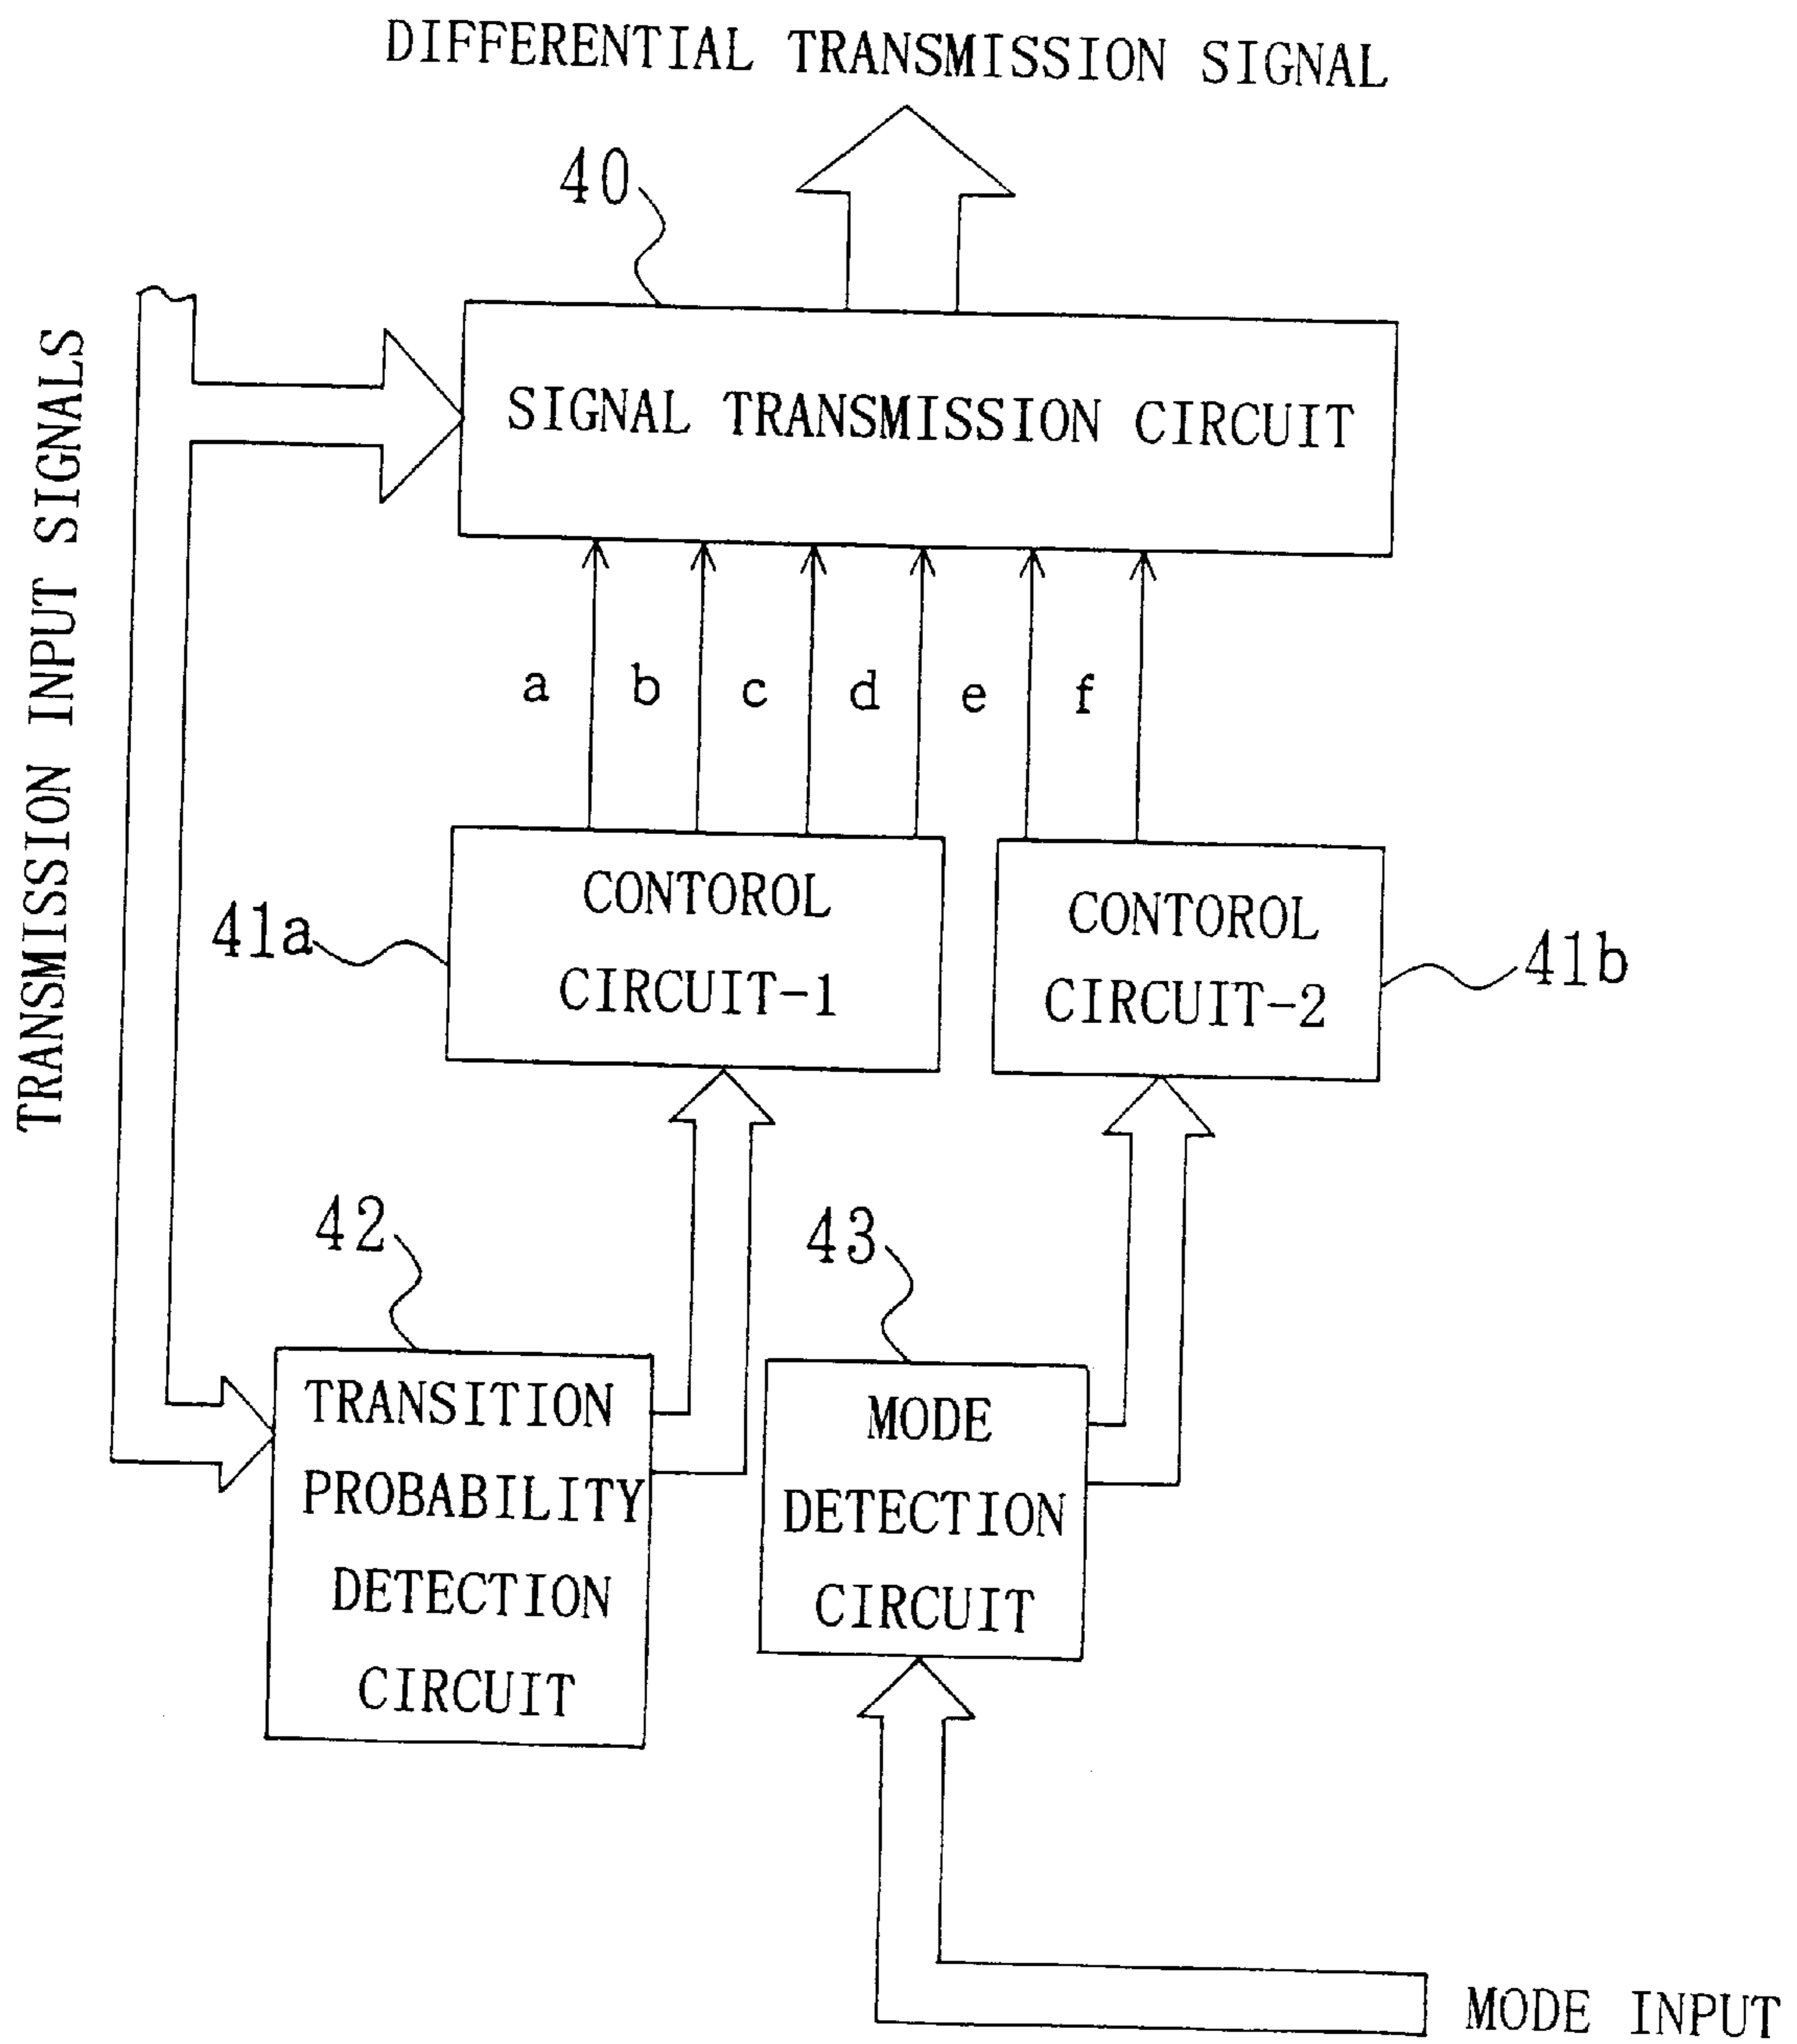 DIFFERENTIAL TRANSMISSION SIGNAL
40
TRANSMISSION INPUT SIGNALS
SIGNAL TRANSMISSION CIRCUIT
a b c d e f
CONTOROL
CIRCUIT-1
41a
CONTOROL
CIRCUIT-2
41b
42
43
TRANSITION
PROBABILITY
DETECTION
CIRCUIT
MODE
DETECTION
CIRCUIT
MODE INPUT